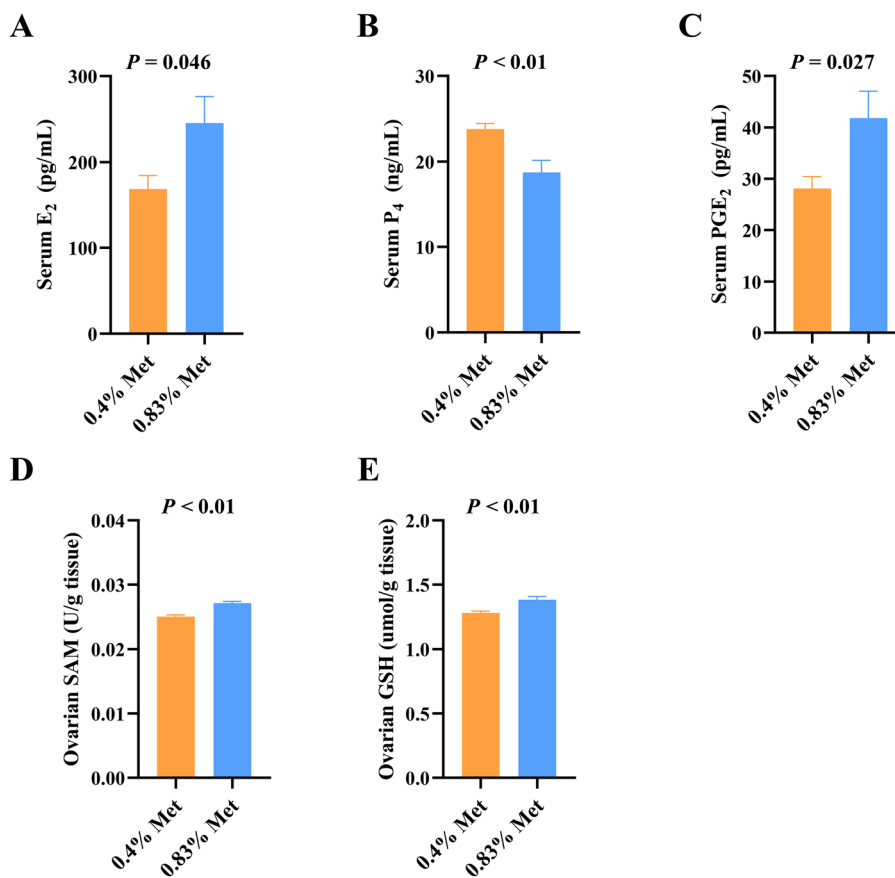 A
P = 0.046
Serum E₂ (pg/mL)
300
200
100
0
0.4% Met
0.83% Met
B
P < 0.01
Serum P₄ (ng/mL)
30
20
10
0
0.4% Met
0.83% Met
C
P = 0.027
Serum PGE₂ (pg/mL)
50
40
30
20
10
0
0.4% Met
0.83% Met
D
P < 0.01
Ovarian SAM (U/g tissue)
0.04
0.03
0.02
0.01
0.00
0.4% Met
0.83% Met
E
P < 0.01
Ovarian GSH (umol/g tissue)
2.0
1.5
1.0
0.5
0.0
0.4% Met
0.83% Met